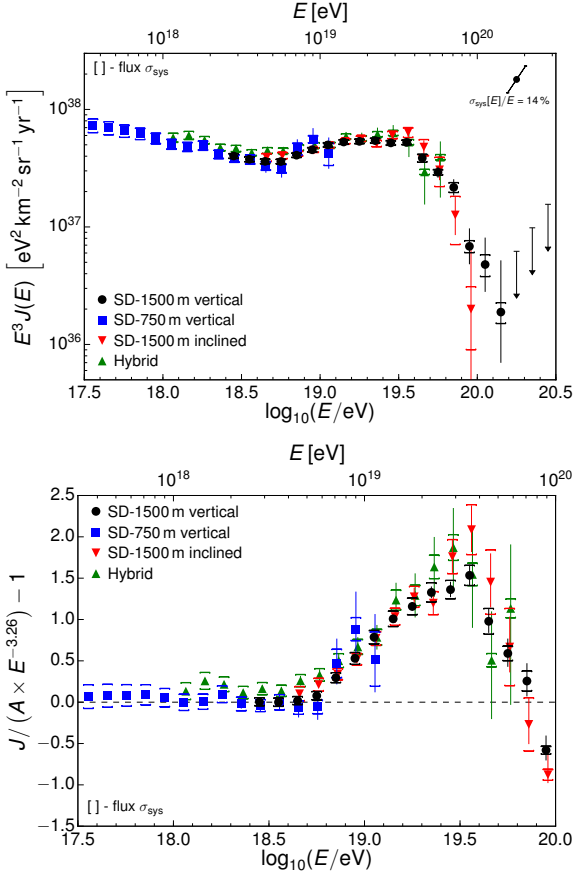 E [eV]
10^18 10^19 10^20
[ ] - flux σ_sys
σ_sys[E]/E = 14 %
10^38
10^37
10^36
E^3 J(E) [eV^2 km^−2 sr^−1 yr^−1]
SD-1500 m vertical
SD-750 m vertical
SD-1500 m inclined
Hybrid
17.5 18.0 18.5 19.0 19.5 20.0 20.5
log_10(E/eV)
E [eV]
10^18 10^19 10^20
2.5
2.0
1.5
1.0
0.5
0.0
−0.5
−1.0
−1.5
J / (A × E^−3.26) − 1
SD-1500 m vertical
SD-750 m vertical
SD-1500 m inclined
Hybrid
[ ] - flux σ_sys
17.5 18.0 18.5 19.0 19.5 20.0
log_10(E/eV)